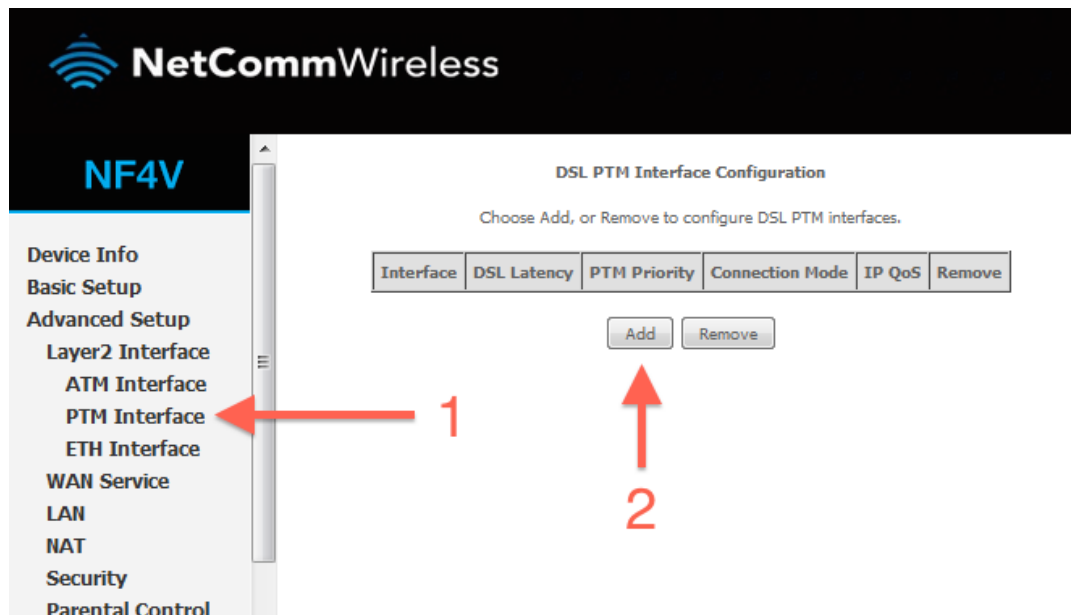 NetCommWireless
NF4V
Device Info
Basic Setup
Advanced Setup
Layer2 Interface
ATM Interface
PTM Interface
ETH Interface
WAN Service
LAN
NAT
Security
Parental Control
DSL PTM Interface Configuration
Choose Add, or Remove to configure DSL PTM interfaces.
Interface DSL Latency PTM Priority Connection Mode IP QoS Remove
Add Remove
1
2